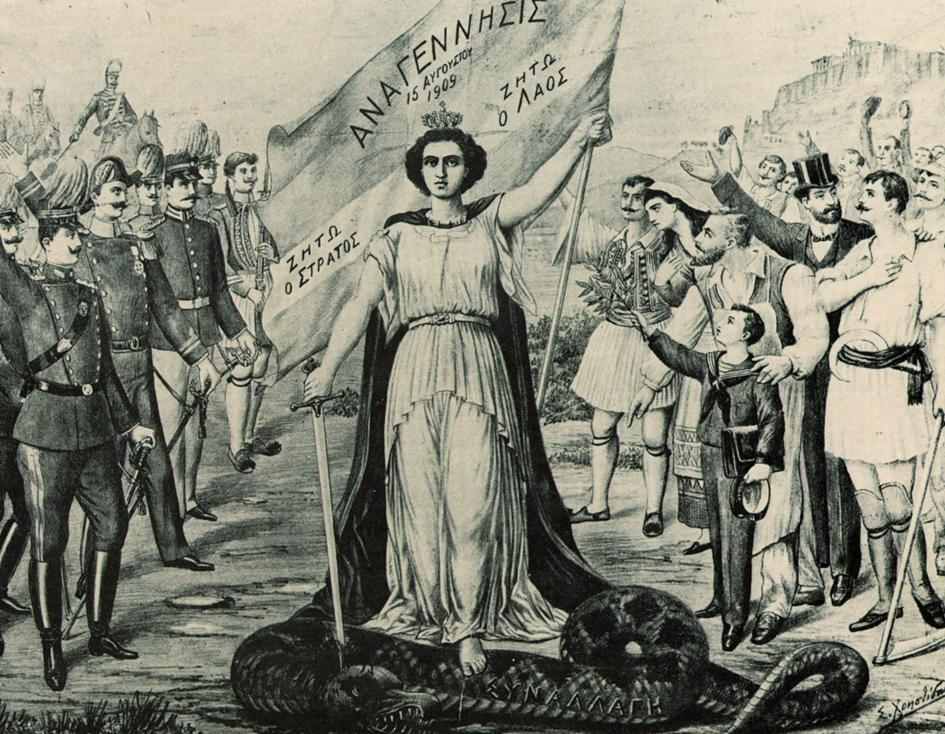 ΑΝΑΓΕΝΝΗΣΙΣ
15 ΑΥΓΟΥΣΤΟΥ
1909
ΖΗΤΩ
Ο ΛΑΟΣ
ΖΗΤΩ
Ο ΣΤΡΑΤΟΣ
ΣΥΝΑΛΛΑΓΗ